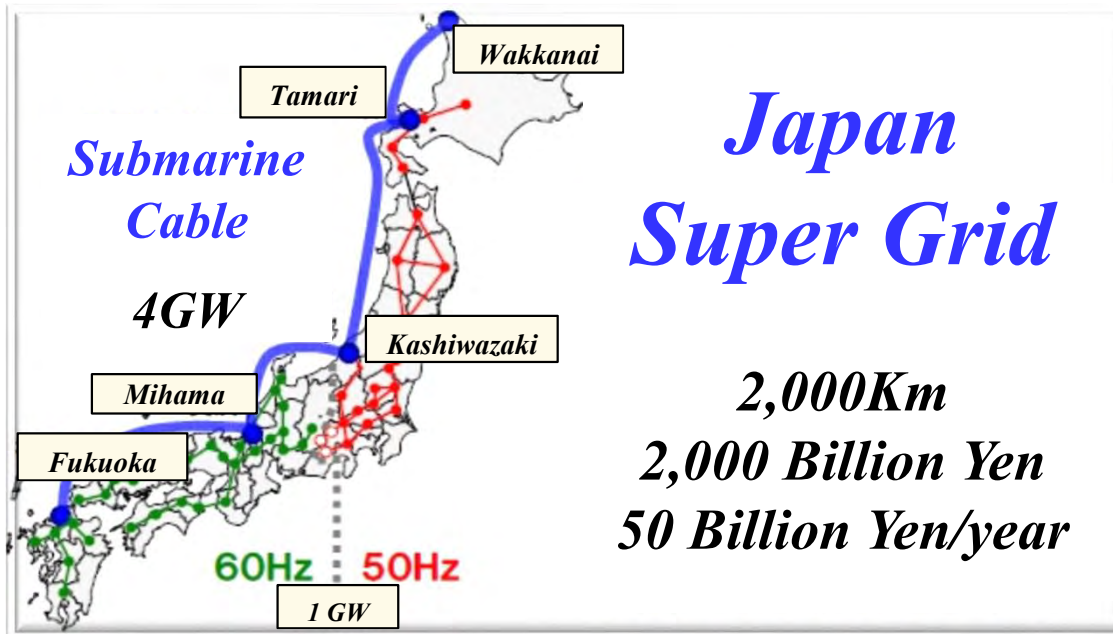 Wakkanai
Tamari
Submarine
Cable
4GW
Kashiwazaki
Mihama
Fukuoka
60Hz
50Hz
1 GW
Japan
Super Grid
2,000Km
2,000 Billion Yen
50 Billion Yen/year